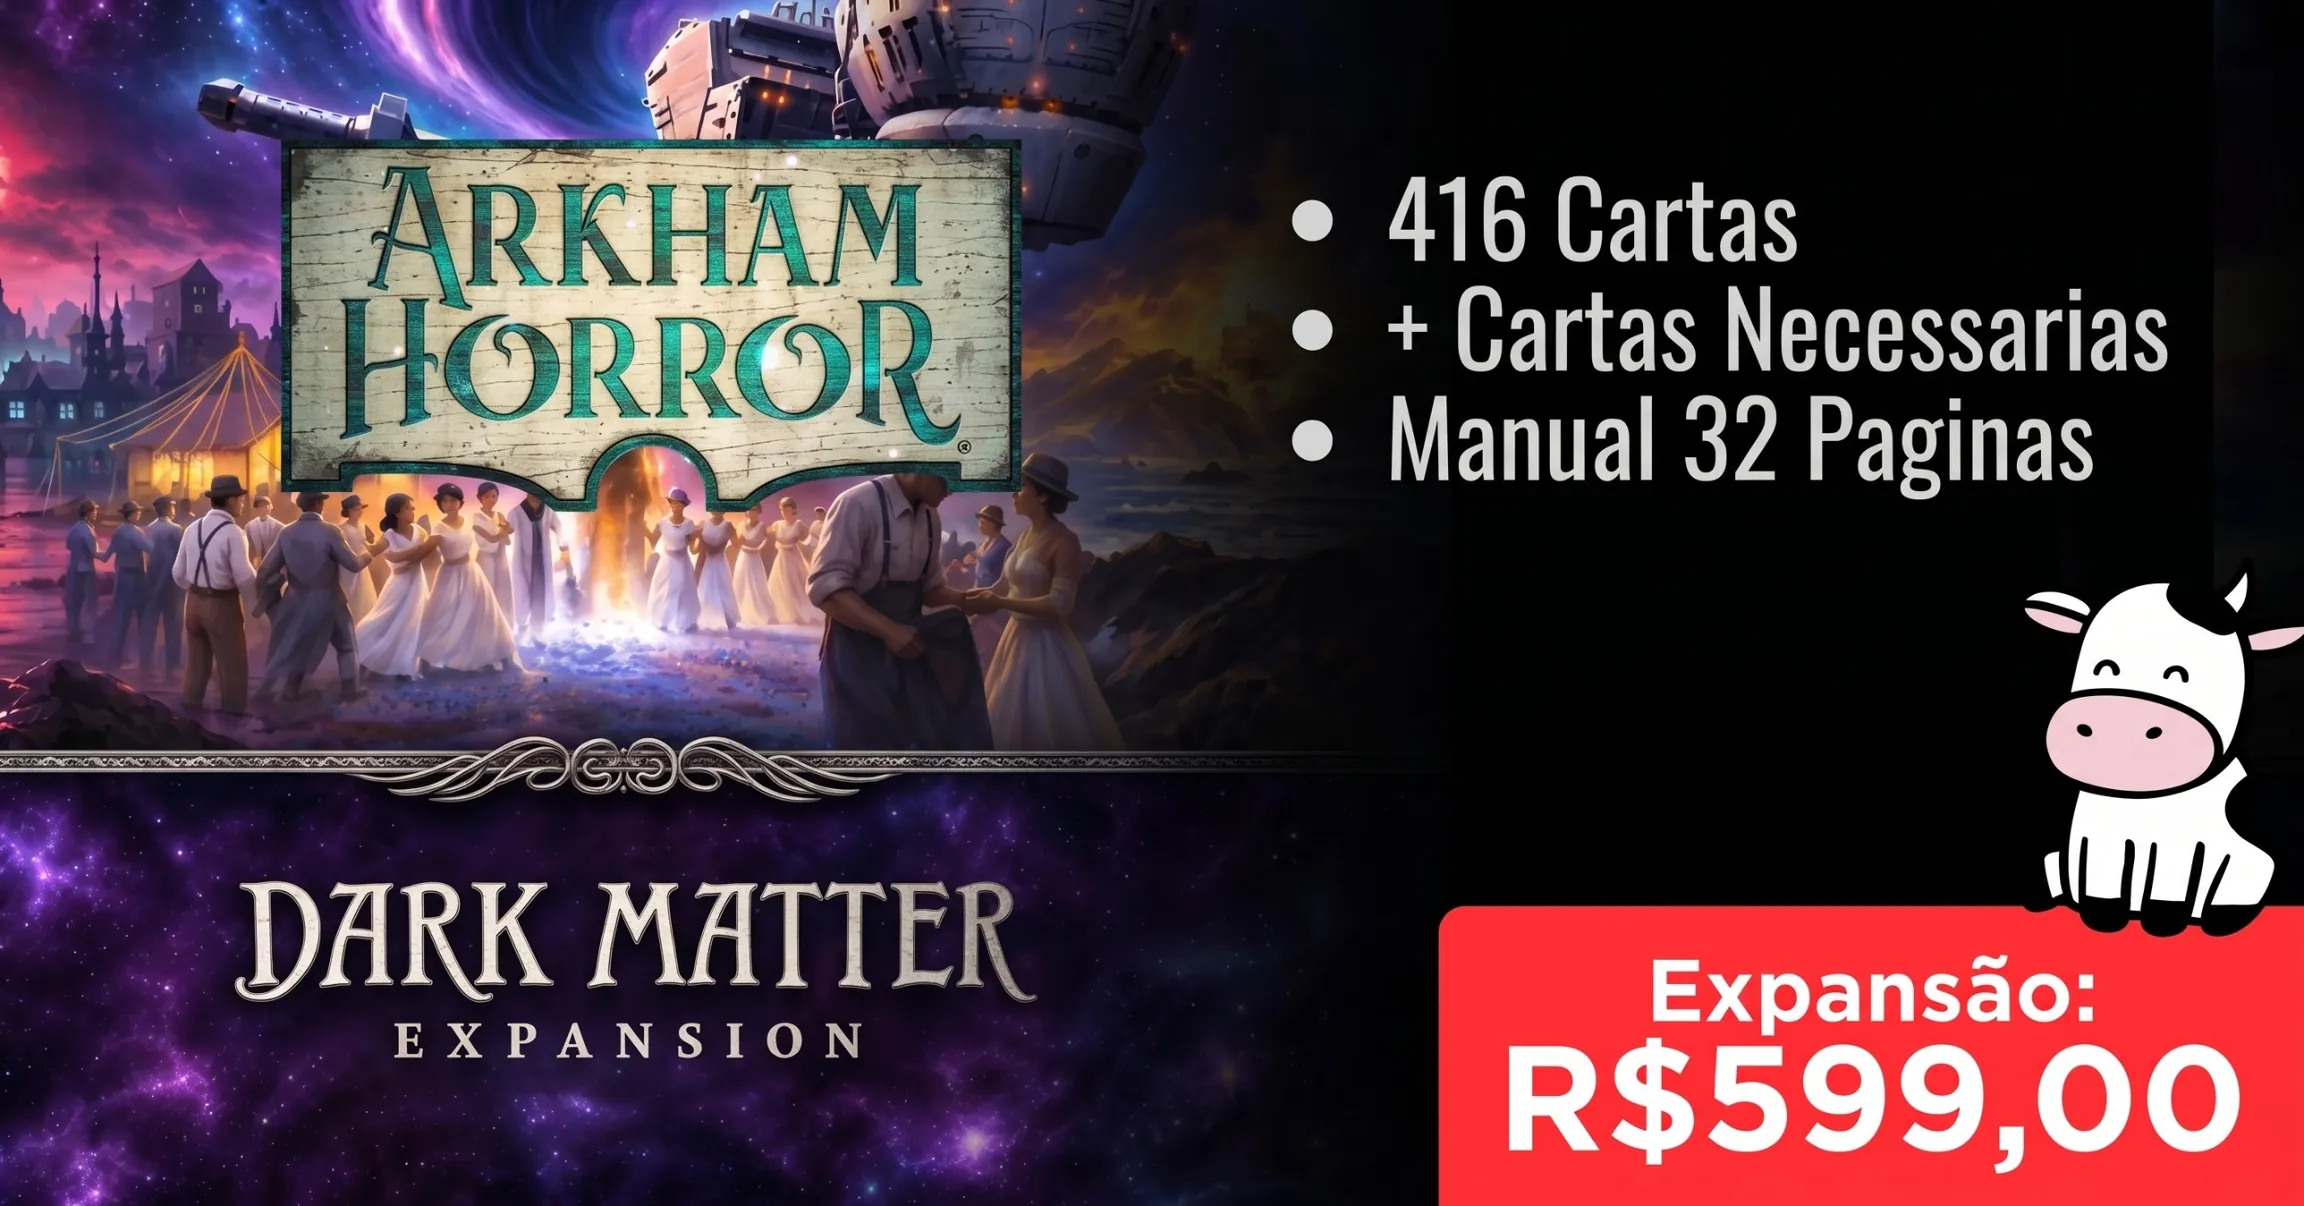 ARKHAM
HORROR
®
DARK MATTER
EXPANSION
• 416 Cartas
• + Cartas Necessarias
• Manual 32 Paginas
Expansão:
R$599,00